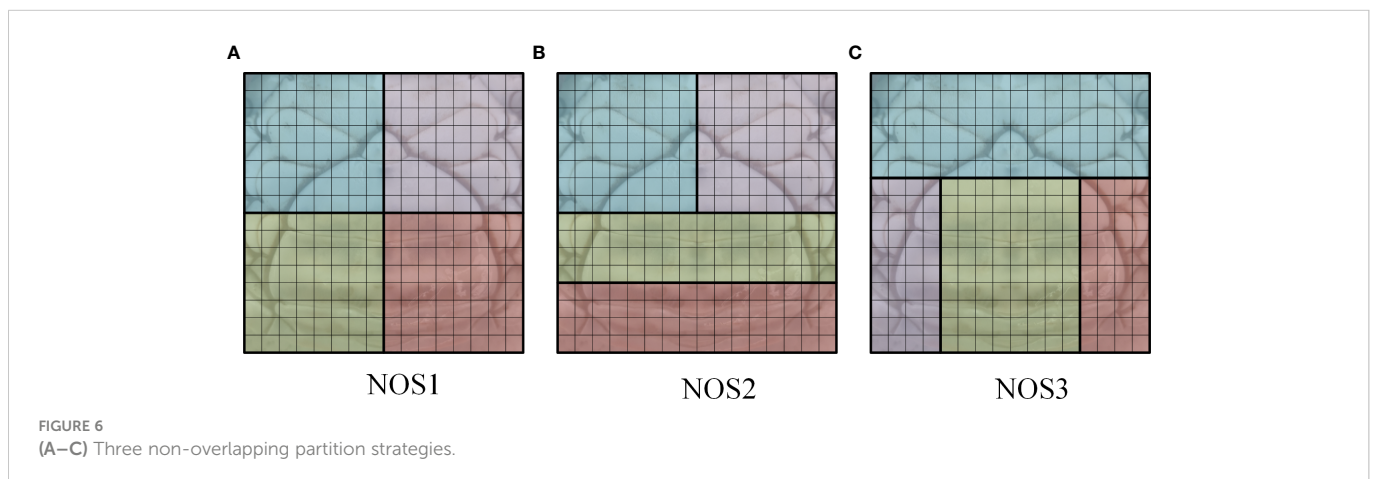 A
B
C
NOS1
NOS2
NOS3
FIGURE 6
(A–C) Three non-overlapping partition strategies.